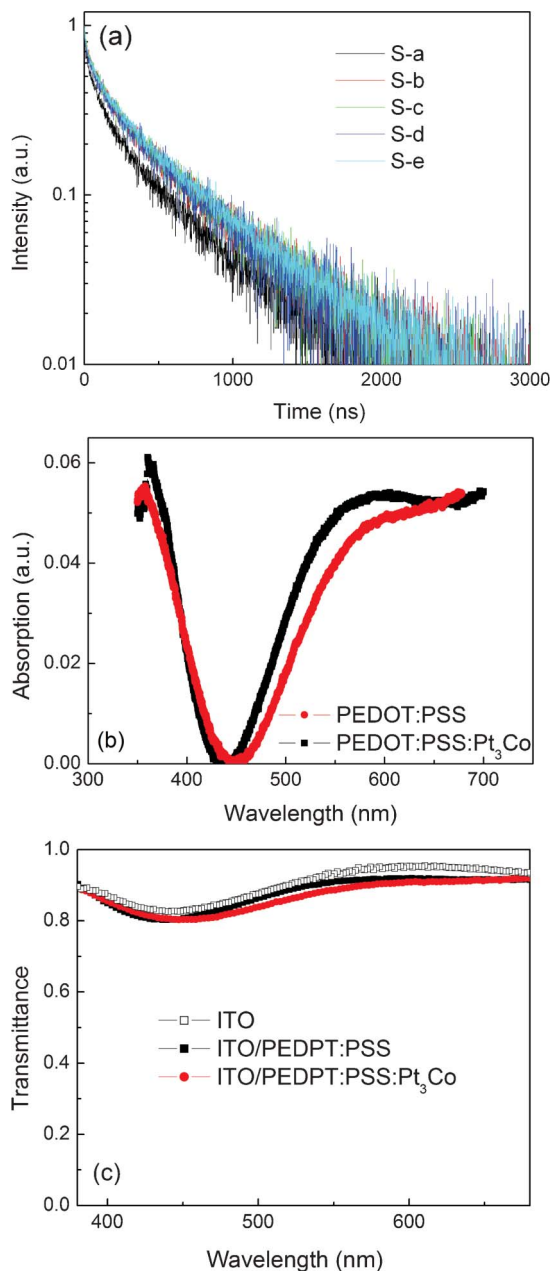 1
(a)
S-a
S-b
S-c
S-d
S-e
Intensity (a.u.)
0.1
0.01
0
1000
2000
3000
Time (ns)
0.06
0.04
0.02
0.00
Absorption (a.u.)
PEDOT:PSS
(b)
PEDOT:PSS:Pt₃Co
300
400
500
600
700
Wavelength (nm)
1.0
0.8
0.6
0.4
0.2
0.0
Transmittance
ITO
ITO/PEDPT:PSS
ITO/PEDPT:PSS:Pt₃Co
(c)
400
500
600
Wavelength (nm)